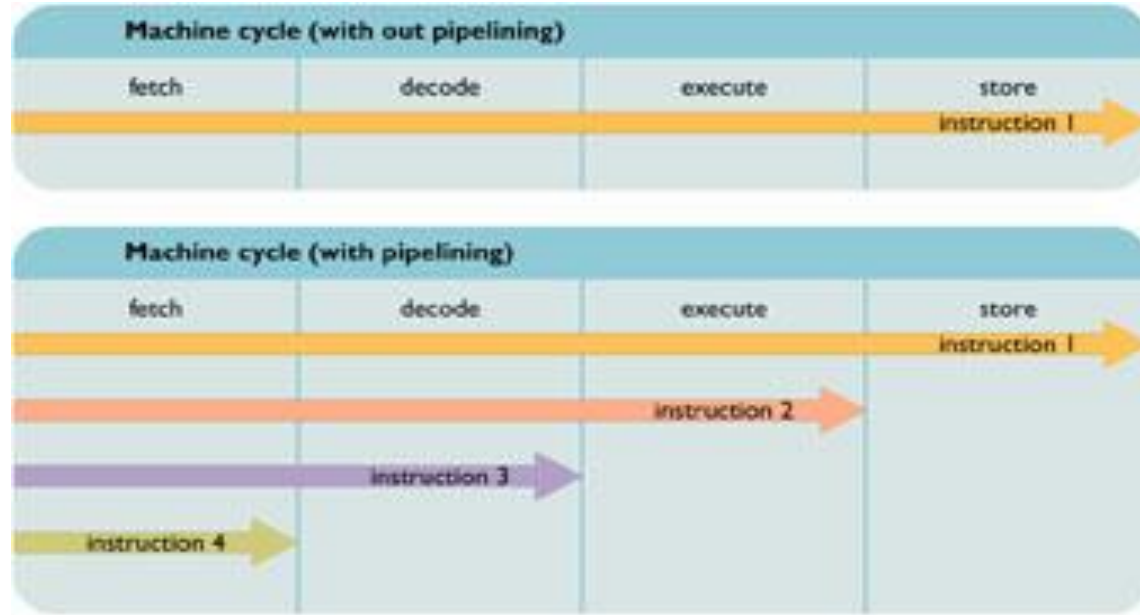 Machine cycle (with out pipelining)
fetch decode execute store
instruction 1
Machine cycle (with pipelining)
fetch decode execute store
instruction 1
instruction 2
instruction 3
instruction 4